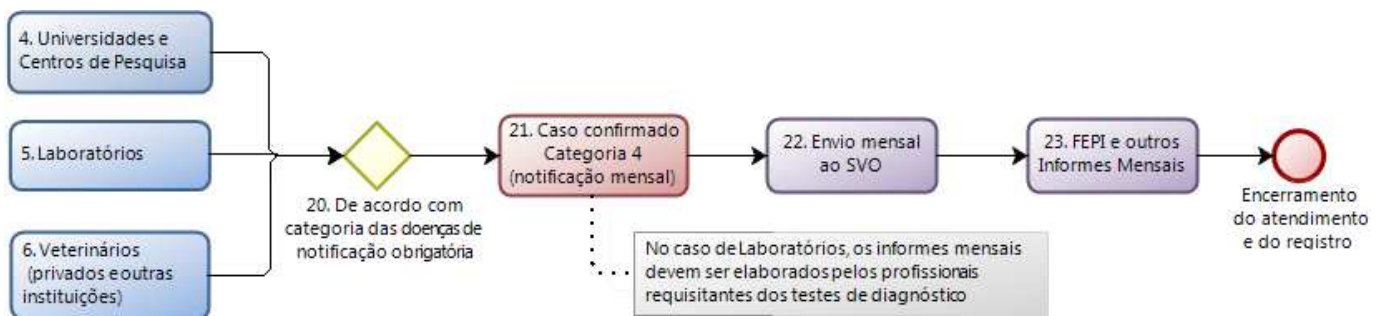 4. Universidades e
Centros de Pesquisa
5. Laboratórios
6. Veterinários
(privados e outras
instituições)
20. De acordo com
categoria das doenças de
notificação obrigatória
21. Caso confirmado
Categoria 4
(notificação mensal)
No caso de Laboratórios, os informes mensais
devem ser elaborados pelos profissionais
requisitantes dos testes de diagnóstico
22. Envio mensal
ao SVO
23. FEPI e outros
Informes Mensais
Encerramento
do atendimento
e do registro